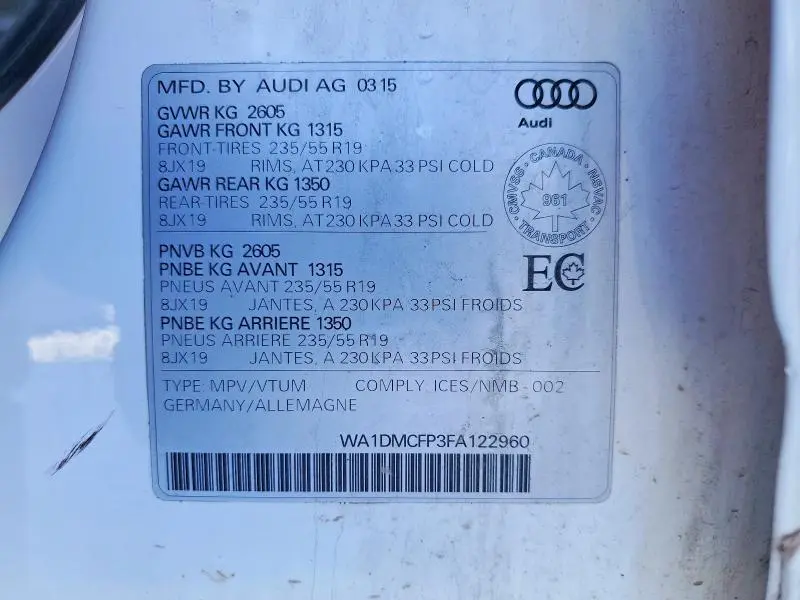 MFD. BY AUDI AG 03 15
Audi
GVWR KG 2605
GAWR FRONT KG 1315
FRONT-TIRES 235/55 R19
8JX19 RIMS, AT 230 KPA 33 PSI COLD
GAWR REAR KG 1350
REAR-TIRES 235/55 R19
8JX19 RIMS, AT 230 KPA 33 PSI COLD
CMVSS · CANADA · NSVAC · TRANSPORT
961
PNVB KG 2605
PNBE KG AVANT 1315
PNEUS AVANT 235/55 R19
8JX19 JANTES, A 230 KPA 33 PSI FROIDS
EC
PNBE KG ARRIERE 1350
PNEUS ARRIERE 235/55 R19
8JX19 JANTES, A 230 KPA 33 PSI FROIDS
TYPE: MPV/VTUM COMPLY. ICES/NMB - 002
GERMANY/ALLEMAGNE
WA1DMCFP3FA122960